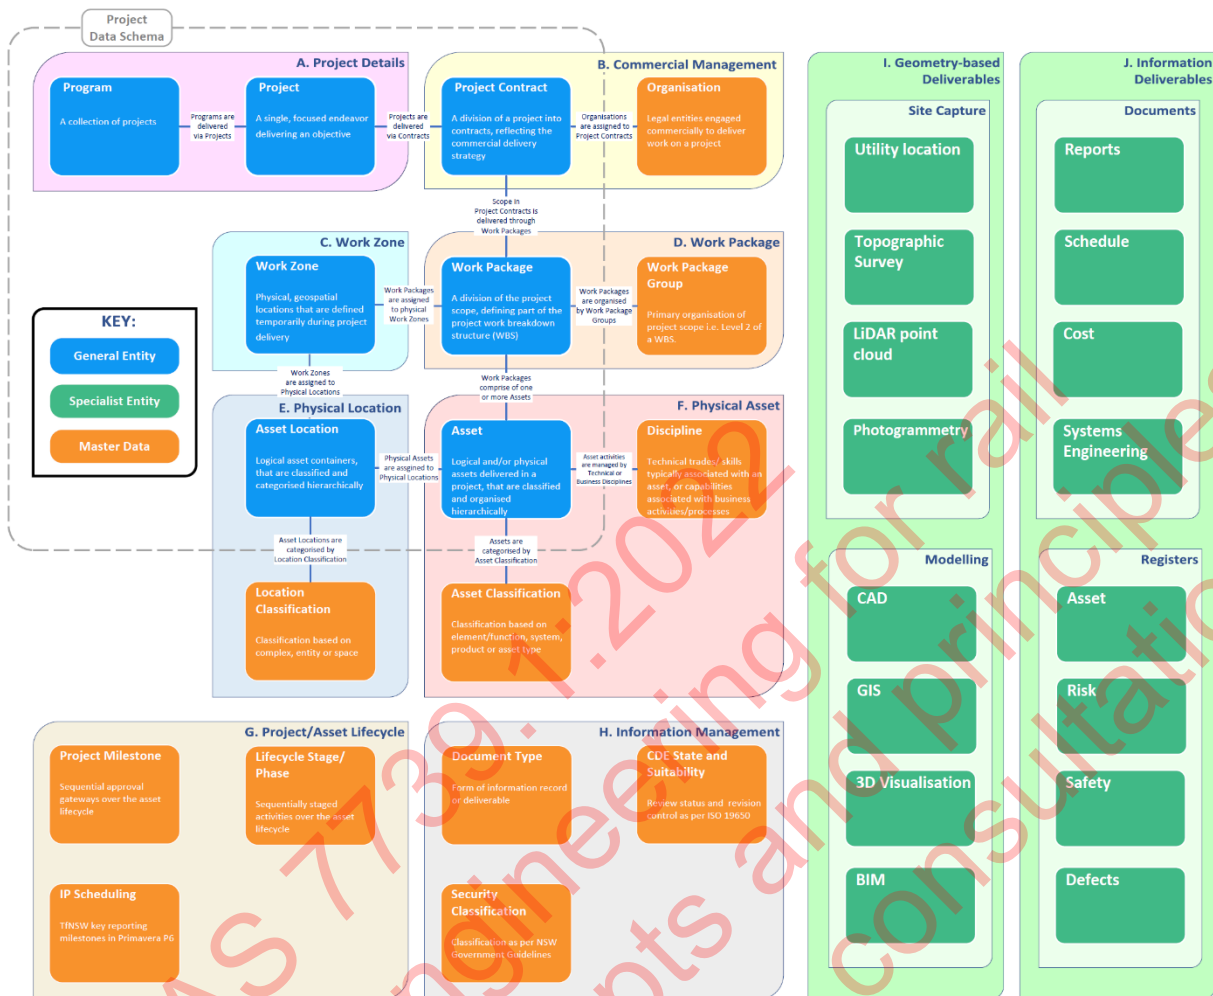 Project
Data Schema
A. Project Details
Program
A collection of projects
Programs are
delivered
via Projects
Project
A single, focused endeavor
delivering an objective
Projects are
delivered
via Contracts
B. Commercial Management
Project Contract
A division of a project into
contracts, reflecting the
commercial delivery
strategy
Organisations
are assigned to
Project Contracts
Organisation
Legal entities engaged
commercially to deliver
work on a project
Scope in
Project Contracts is
delivered through
Work Packages
C. Work Zone
Work Zone
Physical, geospatial
locations that are defined
temporarily during project
delivery
Work Packages
are assigned
to physical
Work Zones
D. Work Package
Work Package
A division of the project
scope, defining part of the
project work breakdown
structure (WBS)
Work Packages
are organised
by Work Package
Groups
Work Package
Group
Primary organisation of
project scope i.e. Level 2 of
a WBS.
KEY:
General Entity
Specialist Entity
Master Data
Work Zones
are assigned to
Physical Locations
Work Packages
comprise of one
or more Assets
E. Physical Location
Asset Location
Logical asset containers,
that are classified and
categorised hierarchically
Physical Assets
are assgined to
Physical Locations
F. Physical Asset
Asset
Logical and/or physical
assets delivered in a
project, that are classified
and organised
hierarchically
Asset activities
are managed by
Technical or
Business Disciplines
Discipline
Technical trades/ skills
typically associated with an
asset, or capabilities
associated with business
activities/processes
Asset Locations are
categorised by
Location Classification
Assets are
categorised by
Asset Classification
Location
Classification
Classification based on
complex, entity or space
Asset Classification
Classification based on
element/function, system,
product or asset type
G. Project/Asset Lifecycle
Project Milestone
Sequential approval
gateways over the asset
lifecycle
Lifecycle Stage/
Phase
Sequentially staged
activities over the asset
lifecycle
IP Scheduling
TfNSW key reporting
milestones in Primavera P6
H. Information Management
Document Type
Form of information record
or deliverable
CDE State and
Suitability
Review status and revision
control as per ISO 19650
Security
Classification
Classification as per NSW
Government Guidelines
I. Geometry-based
Deliverables
Site Capture
Utility location
Topographic
Survey
LiDAR point
cloud
Photogrammetry
Modelling
CAD
GIS
3D Visualisation
BIM
J. Information
Deliverables
Documents
Reports
Schedule
Cost
Systems
Engineering
Registers
Asset
Risk
Safety
Defects
AS 7739.1:2022
engineering for rail
and principles
consultation